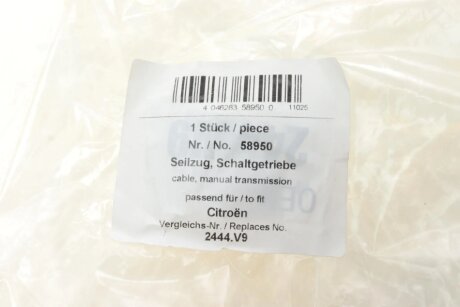 4 046263 58950 0 11025
1 Stück / piece
Nr. / No. 58950
Seilzug, Schaltgetriebe
cable, manual transmission
passend für / to fit
Citroën
Vergleichs-Nr. / Replaces No.
2444.V9